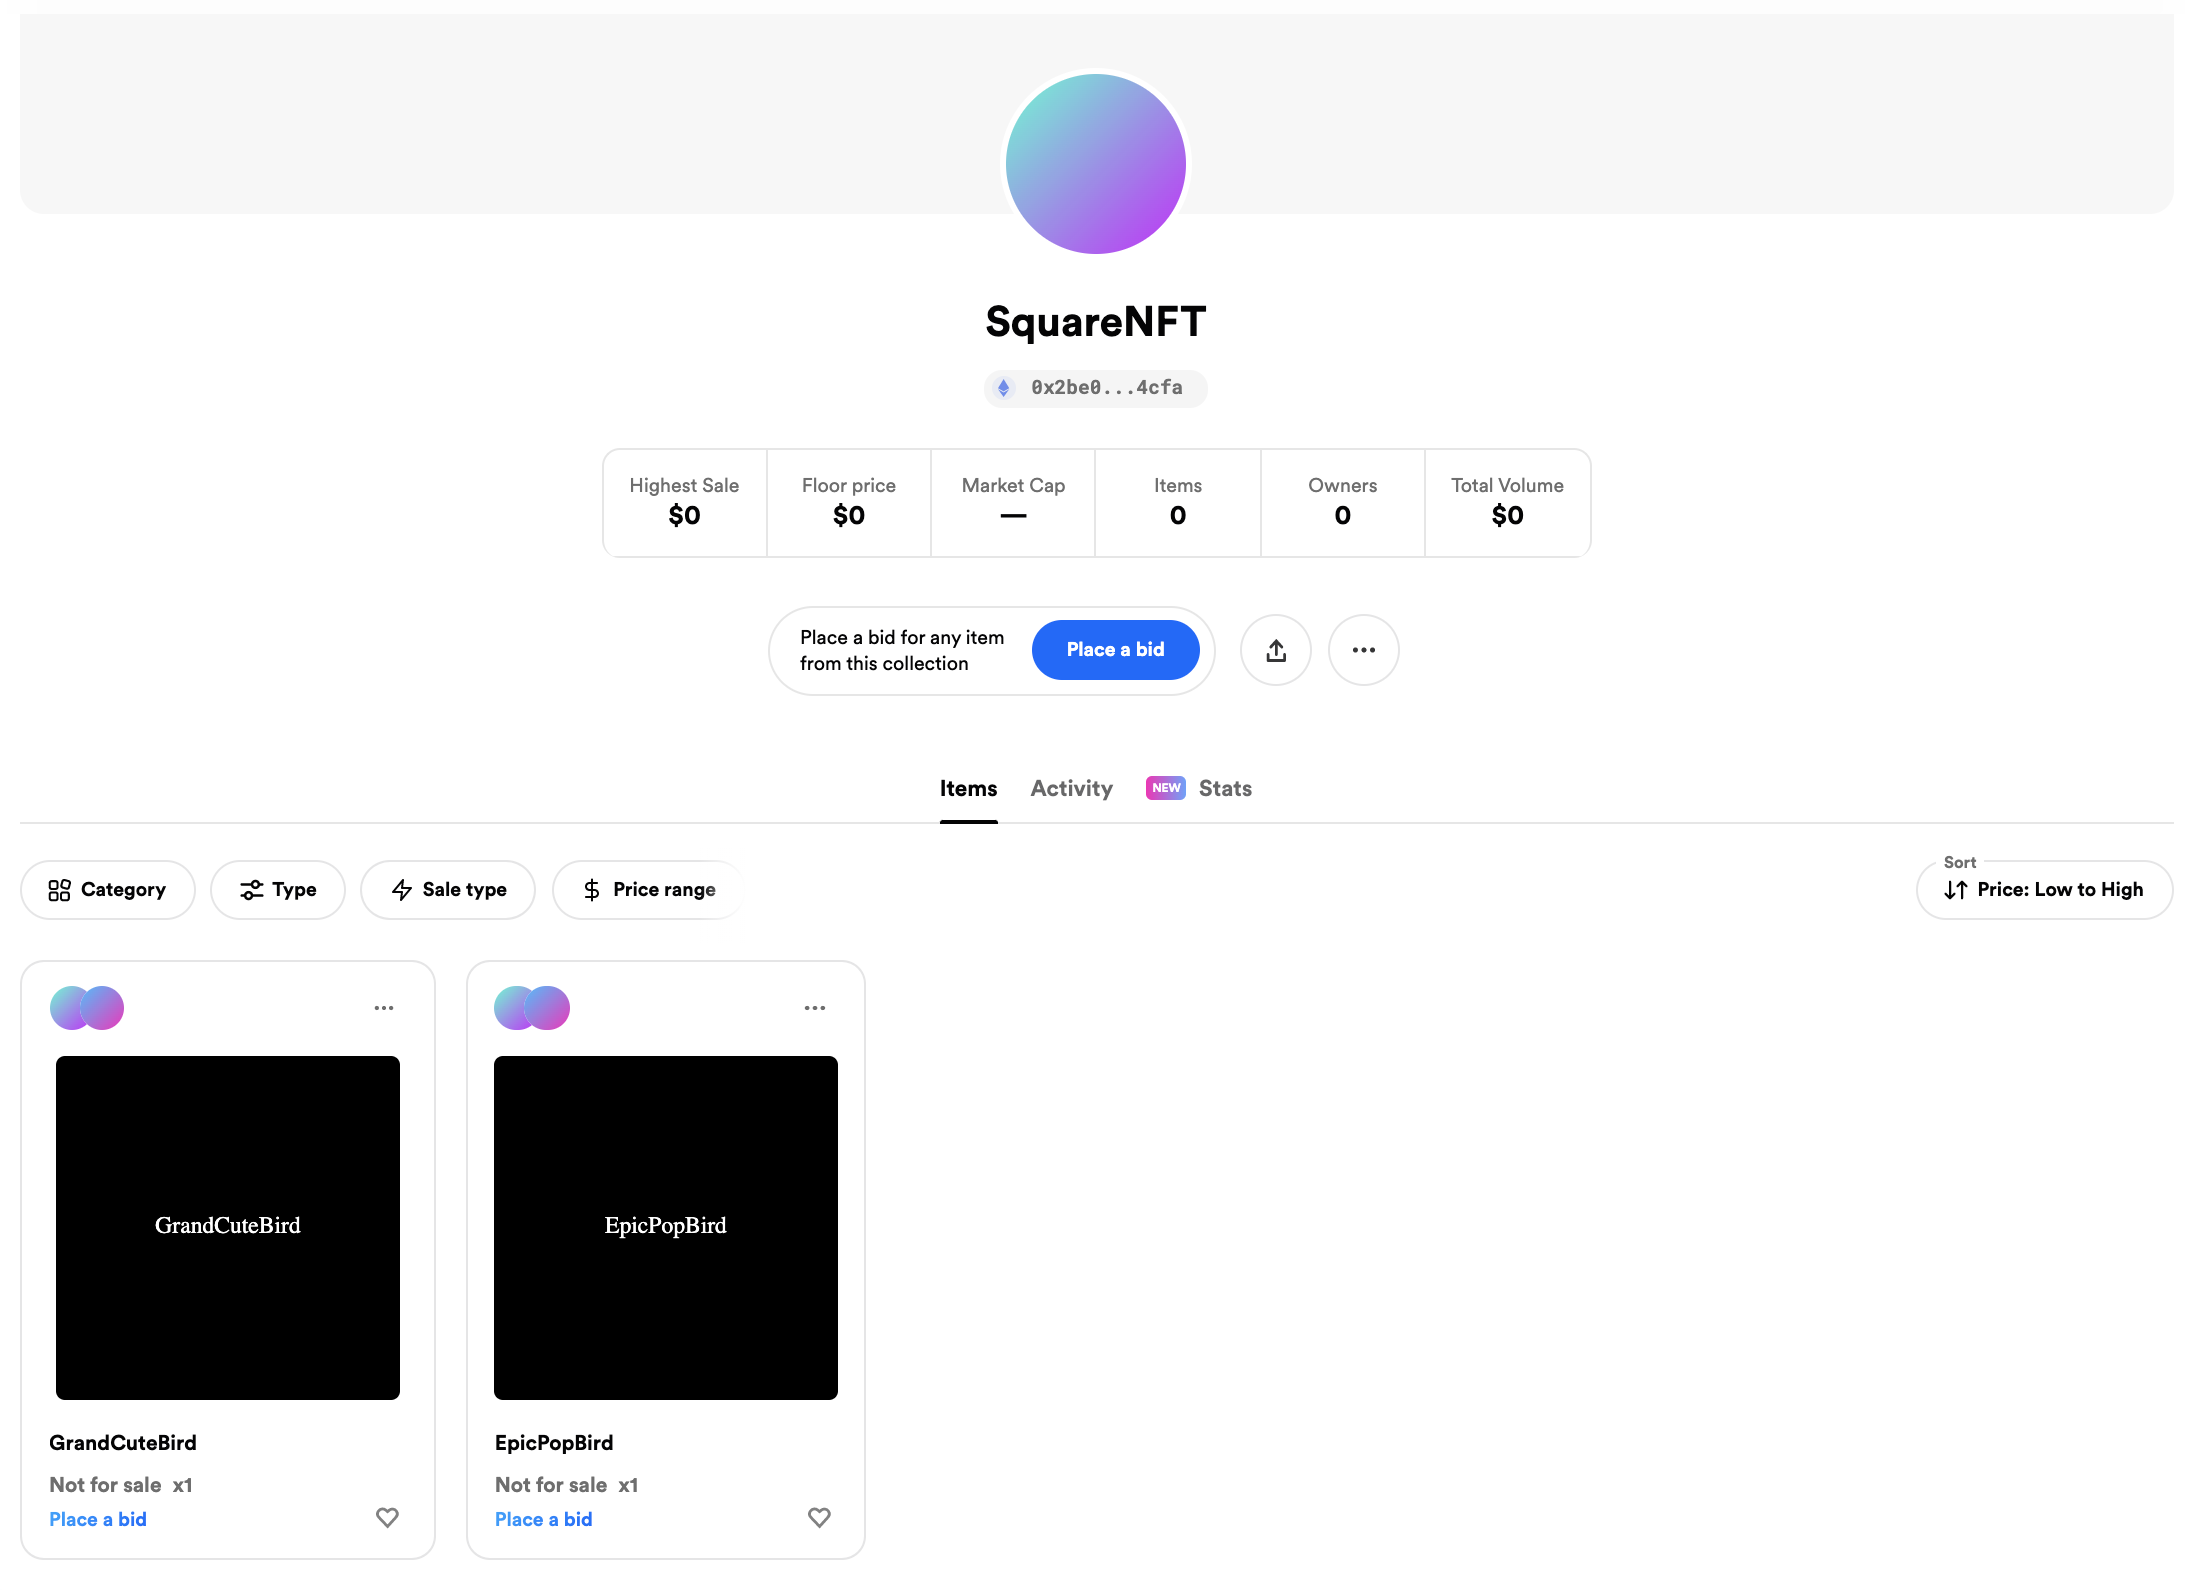 SquareNFT
0x2be0...4cfa
Highest Sale
$0
Floor price
$0
Market Cap
—
Items
0
Owners
0
Total Volume
$0
Place a bid for any item
from this collection
Place a bid
Items
Activity
NEW
Stats
Category
Type
Sale type
Price range
Sort
Price: Low to High
GrandCuteBird
GrandCuteBird
Not for sale x1
Place a bid
EpicPopBird
EpicPopBird
Not for sale x1
Place a bid